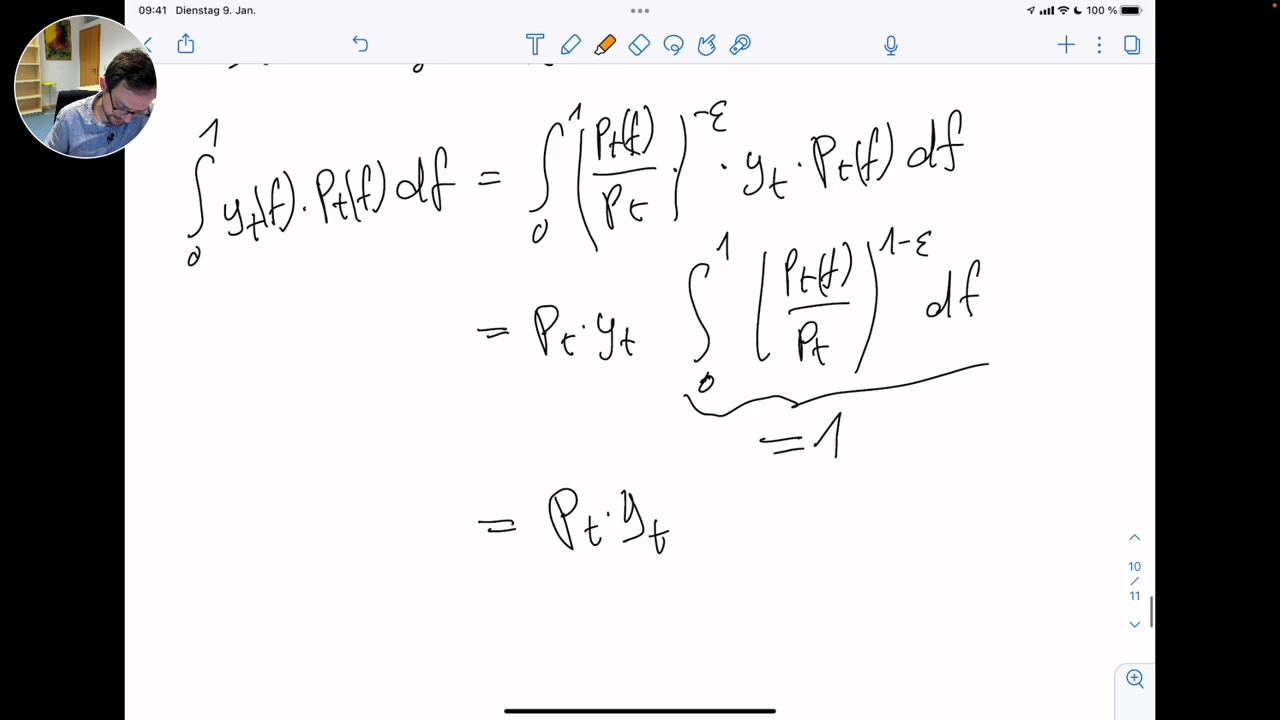 09:41 Dienstag 9. Jan.
100 %
∫₀¹ y_t(f) · P_t(f) df = ∫₀¹ (P_t(f) / P_t)^(-ε) · y_t · P_t(f) df
= P_t · y_t ∫₀¹ (P_t(f) / P_t)^(1-ε) df
= 1
= P_t · y_t
10
/
11